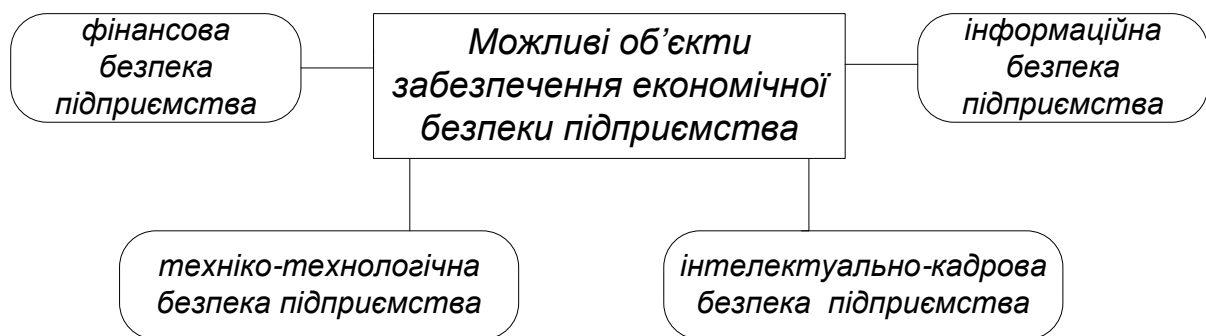 фінансова
безпека
підприємства
Можливі об’єкти
забезпечення економічної
безпеки підприємства
інформаційна
безпека
підприємства
техніко-технологічна
безпека підприємства
інтелектуально-кадрова
безпека підприємства